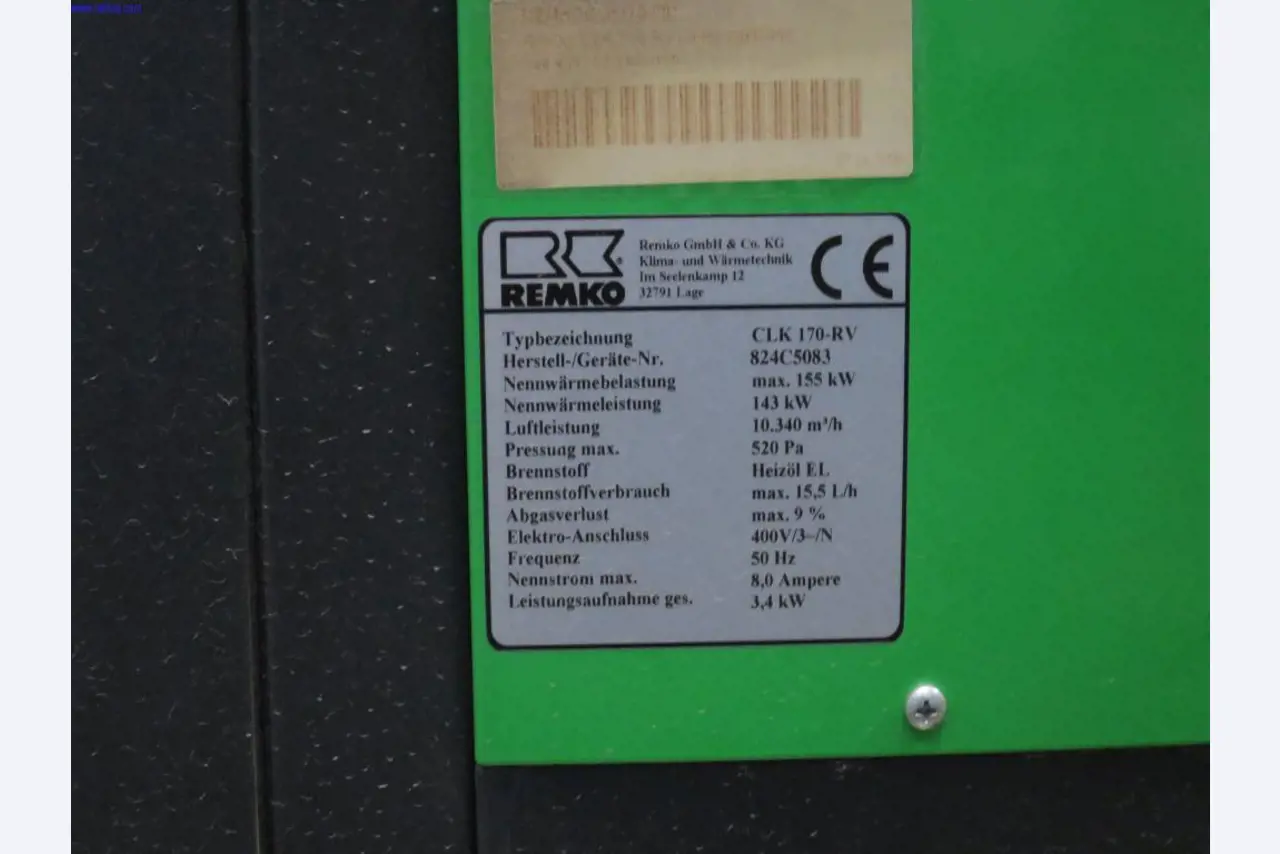 REMKO
Remko GmbH & Co. KG
Klima- und Wärmetechnik
Im Seelenkamp 12
32791 Lage
CE
Typbezeichnung CLK 170-RV
Herstell-/Geräte-Nr. 824C5083
Nennwärmebelastung max. 155 kW
Nennwärmeleistung 143 kW
Luftleistung 10.340 m³/h
Pressung max. 520 Pa
Brennstoff Heizöl EL
Brennstoffverbrauch max. 15,5 L/h
Abgasverlust max. 9 %
Elektro-Anschluss 400V/3~/N
Frequenz 50 Hz
Nennstrom max. 8,0 Ampere
Leistungsaufnahme ges. 3,4 kW